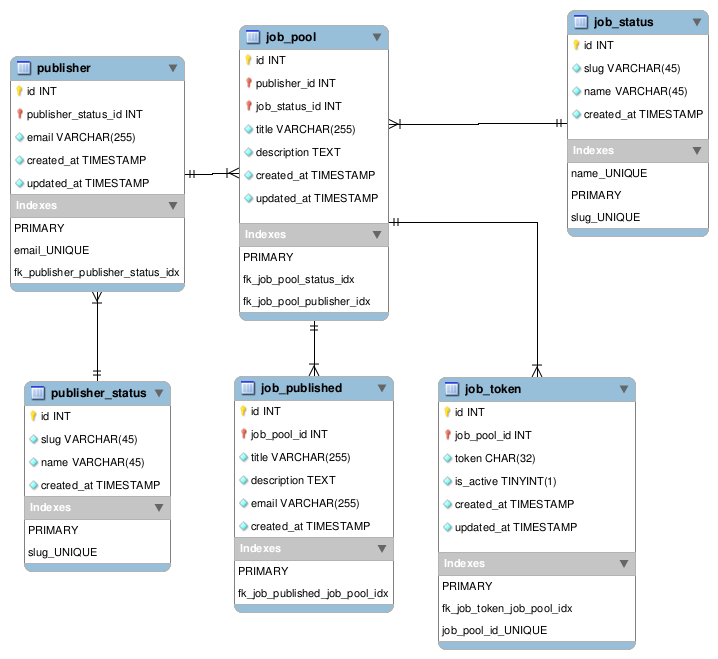 publisher
id INT
publisher_status_id INT
email VARCHAR(255)
created_at TIMESTAMP
updated_at TIMESTAMP
Indexes
PRIMARY
email_UNIQUE
fk_publisher_publisher_status_idx
job_pool
id INT
publisher_id INT
job_status_id INT
title VARCHAR(255)
description TEXT
created_at TIMESTAMP
updated_at TIMESTAMP
Indexes
PRIMARY
fk_job_pool_status_idx
fk_job_pool_publisher_idx
job_status
id INT
slug VARCHAR(45)
name VARCHAR(45)
created_at TIMESTAMP
Indexes
name_UNIQUE
PRIMARY
slug_UNIQUE
publisher_status
id INT
slug VARCHAR(45)
name VARCHAR(45)
created_at TIMESTAMP
Indexes
PRIMARY
slug_UNIQUE
job_published
id INT
job_pool_id INT
title VARCHAR(255)
description TEXT
email VARCHAR(255)
created_at TIMESTAMP
Indexes
PRIMARY
fk_job_published_job_pool_idx
job_token
id INT
job_pool_id INT
token CHAR(32)
is_active TINYINT(1)
created_at TIMESTAMP
updated_at TIMESTAMP
Indexes
PRIMARY
fk_job_token_job_pool_idx
job_pool_id_UNIQUE